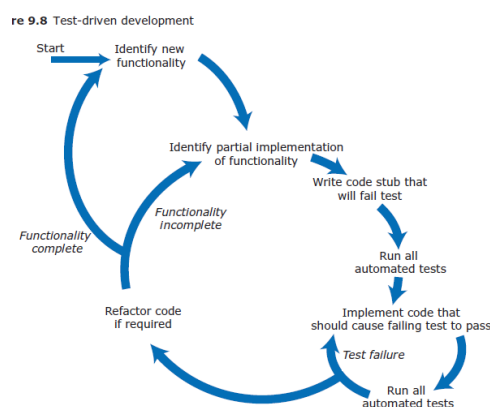 re 9.8 Test-driven development
Start
Identify new
functionality
Identify partial implementation
of functionality
Write code stub that
will fail test
Run all
automated tests
Implement code that
should cause failing test to pass
Test failure
Run all
automated tests
Refactor code
if required
Functionality
incomplete
Functionality
complete